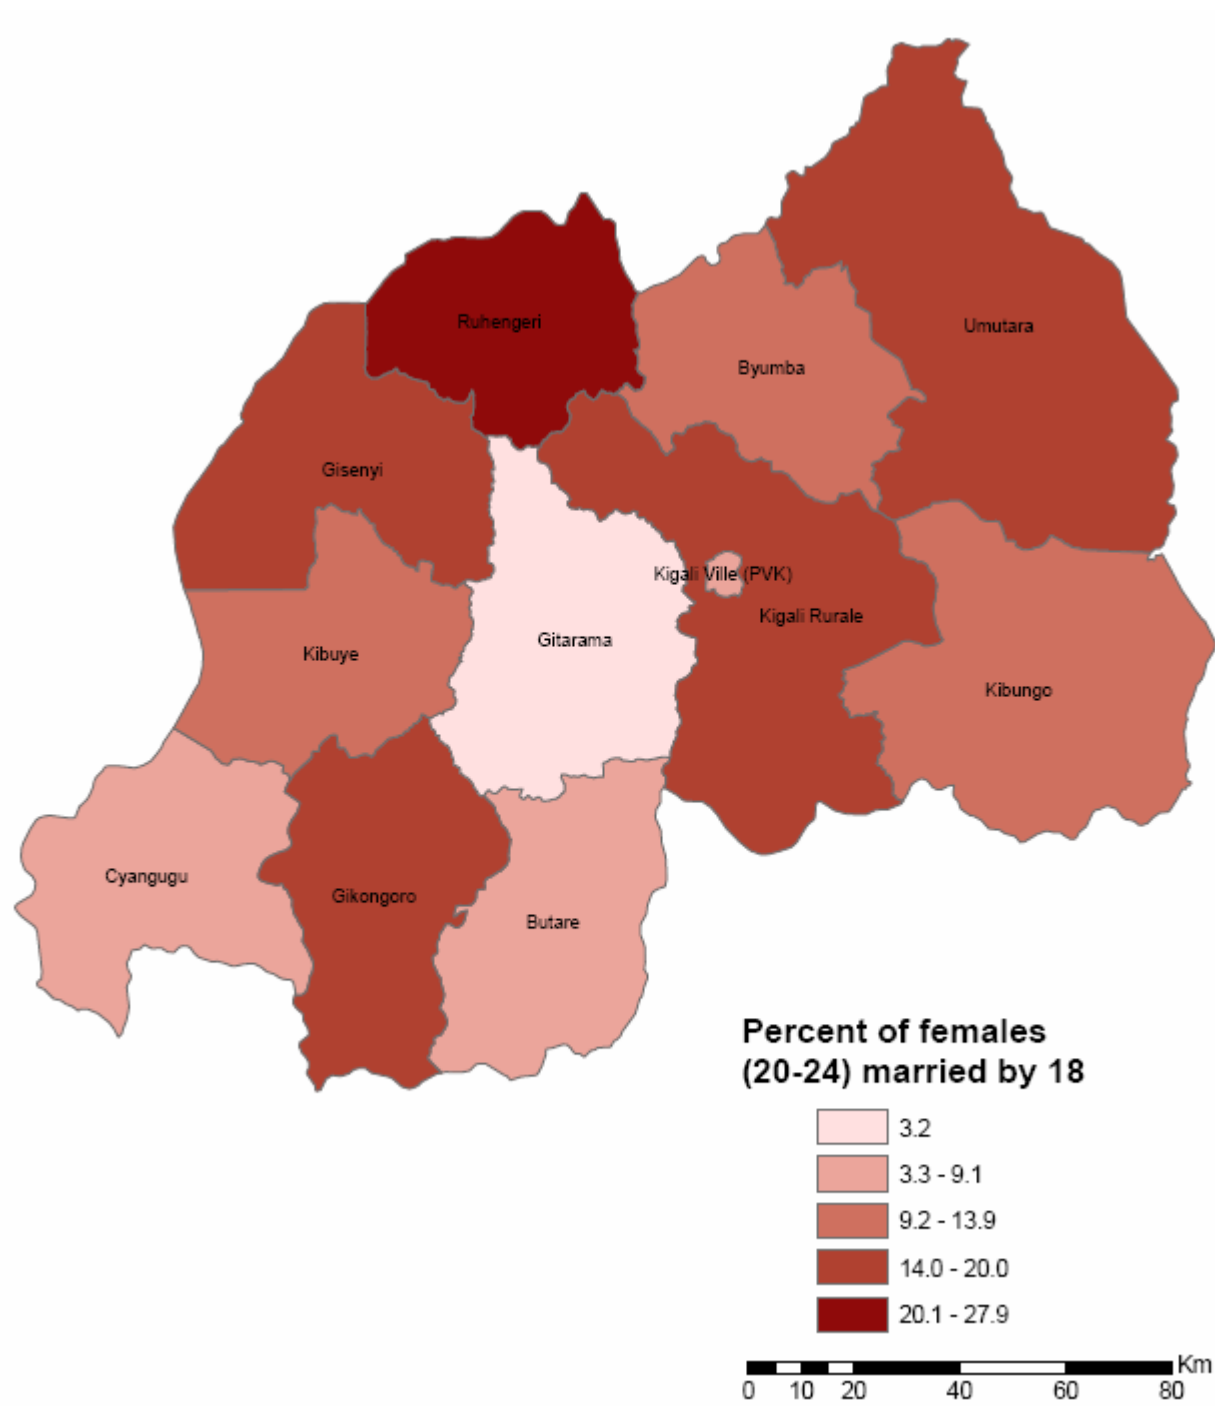 Ruhengeri
Umutara
Byumba
Gisenyi
Kigali Ville (PVK)
Kigali Rurale
Gitarama
Kibuye
Kibungo
Cyangugu
Gikongoro
Butare
Percent of females
(20-24) married by 18
3.2
3.3 - 9.1
9.2 - 13.9
14.0 - 20.0
20.1 - 27.9
Km
0 10 20 40 60 80